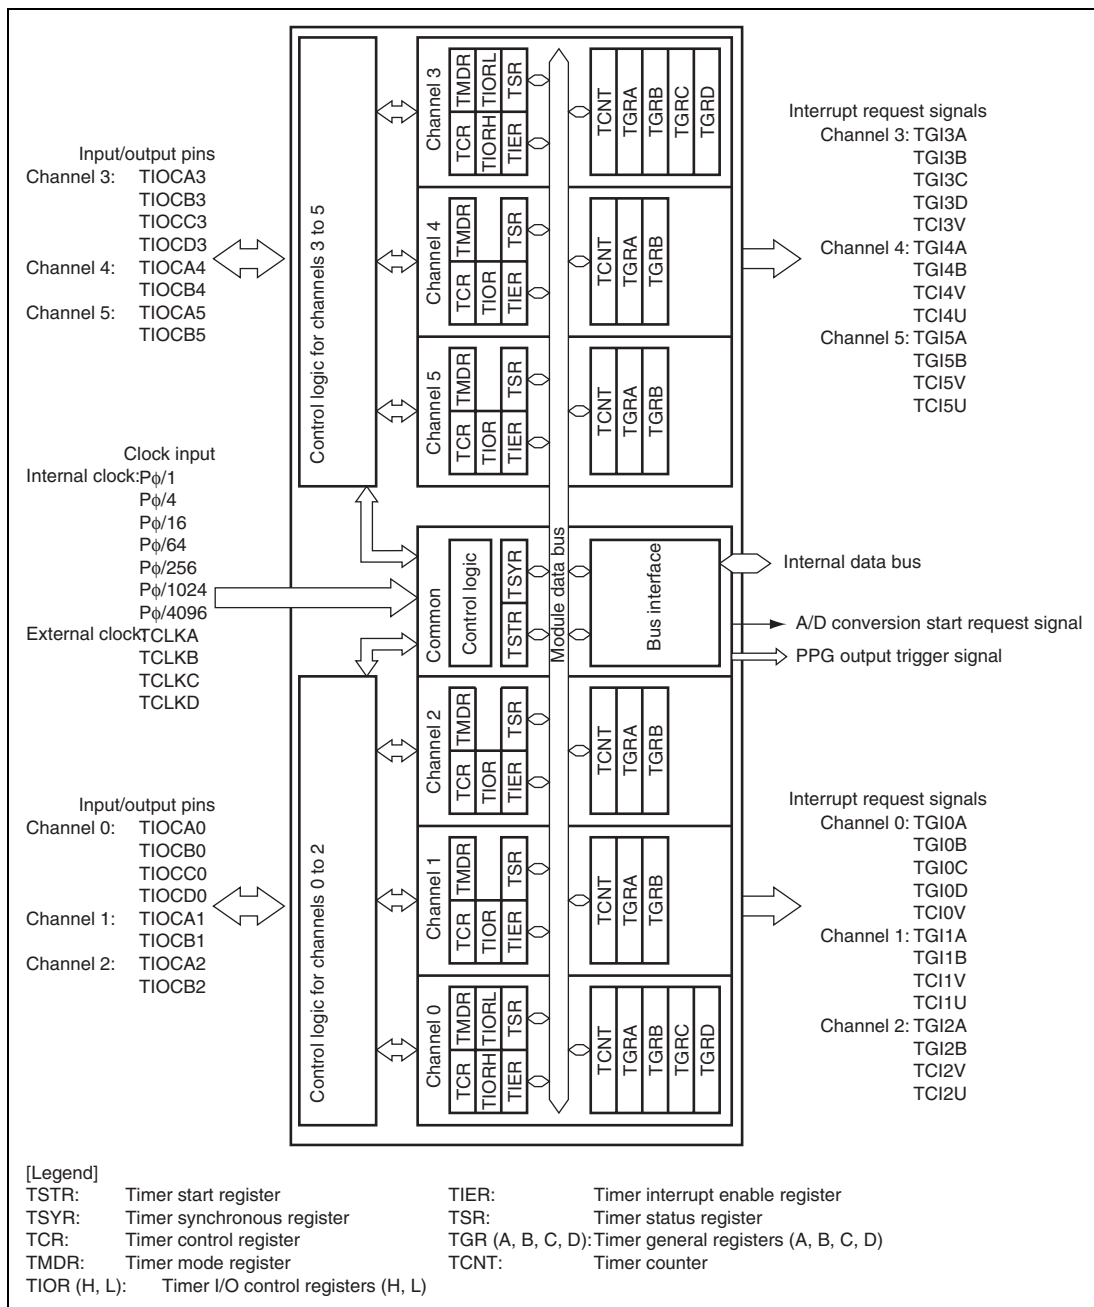 Input/output pins
Channel 3: TIOCA3
TIOCB3
TIOCC3
TIOCD3
Channel 4: TIOCA4
TIOCB4
Channel 5: TIOCA5
TIOCB5
Clock input
Internal clock: Pφ/1
Pφ/4
Pφ/16
Pφ/64
Pφ/256
Pφ/1024
Pφ/4096
External clock: TCLKA
TCLKB
TCLKC
TCLKD
Input/output pins
Channel 0: TIOCA0
TIOCB0
TIOCC0
TIOCD0
Channel 1: TIOCA1
TIOCB1
Channel 2: TIOCA2
TIOCB2
Control logic for channels 3 to 5
Control logic for channels 0 to 2
Channel 3
TCR TMDR
TIORH TIORL
TIER TSR
TCNT
TGRA
TGRB
TGRC
TGRD
Channel 4
TCR TMDR
TIOR
TIER TSR
TCNT
TGRA
TGRB
Channel 5
TCR TMDR
TIOR
TIER TSR
TCNT
TGRA
TGRB
Common
Control logic
TSTR TSYR
Module data bus
Bus interface
Channel 2
TCR TMDR
TIOR
TIER TSR
TCNT
TGRA
TGRB
Channel 1
TCR TMDR
TIOR
TIER TSR
TCNT
TGRA
TGRB
Channel 0
TCR TMDR
TIORH TIORL
TIER TSR
TCNT
TGRA
TGRB
TGRC
TGRD
Interrupt request signals
Channel 3: TGI3A
TGI3B
TGI3C
TGI3D
TCI3V
Channel 4: TGI4A
TGI4B
TCI4V
TCI4U
Channel 5: TGI5A
TGI5B
TCI5V
TCI5U
Internal data bus
A/D conversion start request signal
PPG output trigger signal
Interrupt request signals
Channel 0: TGI0A
TGI0B
TGI0C
TGI0D
TCI0V
Channel 1: TGI1A
TGI1B
TCI1V
TCI1U
Channel 2: TGI2A
TGI2B
TCI2V
TCI2U
[Legend]
TSTR: Timer start register
TSYR: Timer synchronous register
TCR: Timer control register
TMDR: Timer mode register
TIOR (H, L): Timer I/O control registers (H, L)
TIER: Timer interrupt enable register
TSR: Timer status register
TGR (A, B, C, D): Timer general registers (A, B, C, D)
TCNT: Timer counter